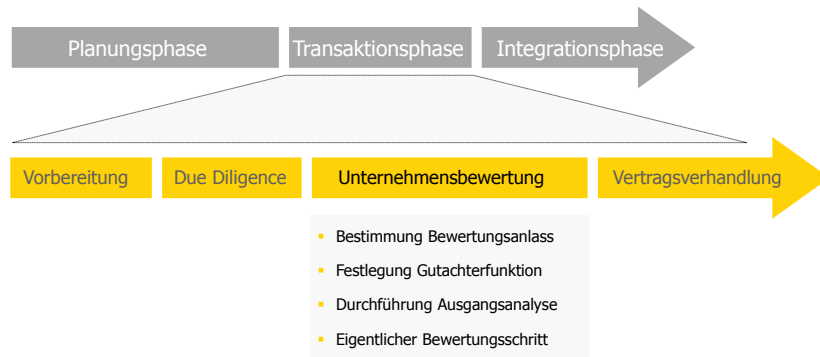 Planungsphase
Transaktionsphase
Integrationsphase
Vorbereitung
Due Diligence
Unternehmensbewertung
Vertragsverhandlung
Bestimmung Bewertungsanlass
Festlegung Gutachterfunktion
Durchführung Ausgangsanalyse
Eigentlicher Bewertungsschritt